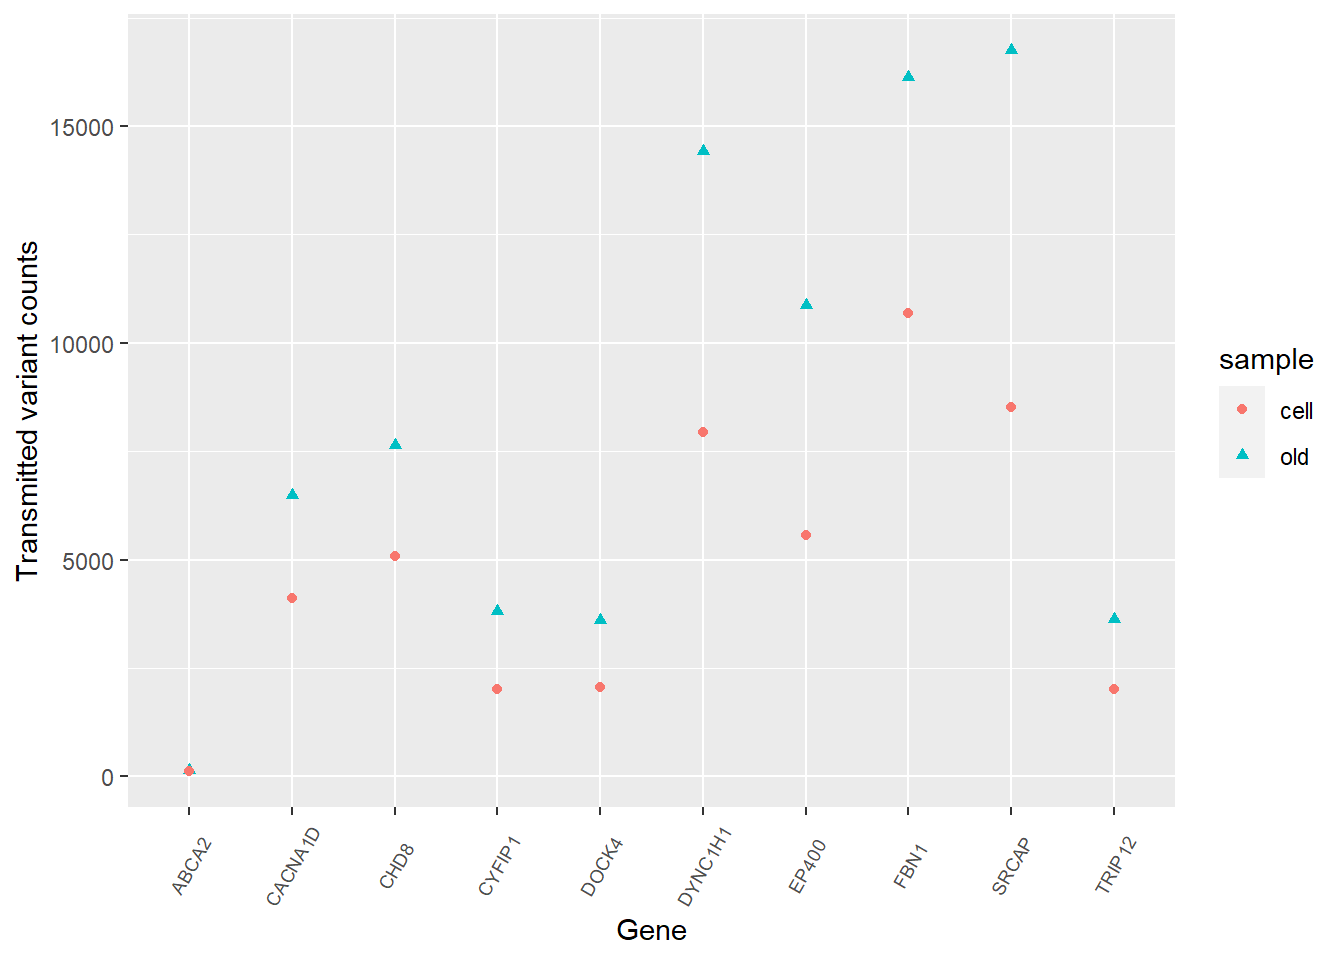 Transmitted variant counts
15000
10000
5000
0
ABCA2
CACNA1D
CHD8
CYFIP1
DOCK4
DYNC1H1
EP400
FBN1
SRCAP
TRIP12
Gene
sample
cell
old